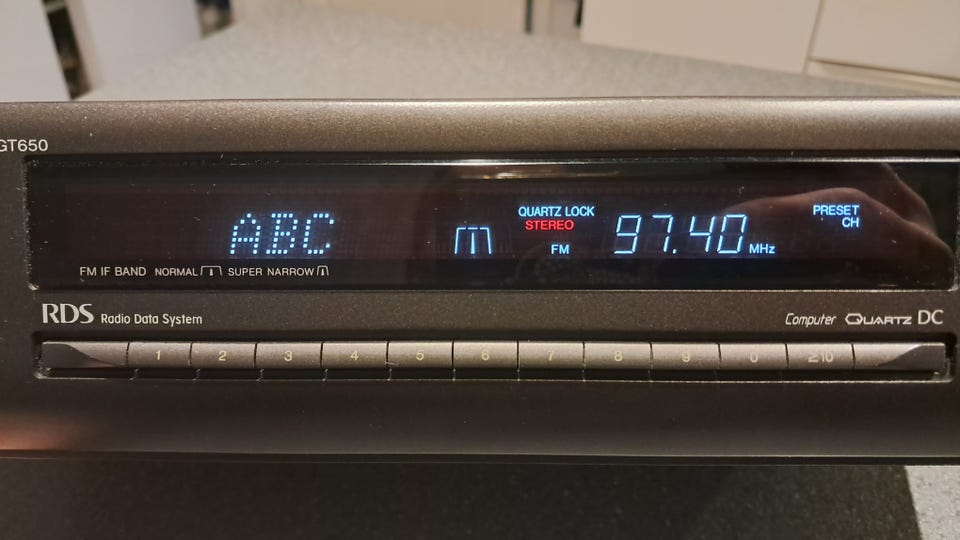 GT650
ABC
QUARTZ LOCK
STEREO
FM
97.40 MHz
PRESET
CH
FM IF BAND NORMAL SUPER NARROW
RDS Radio Data System
Computer QUARTZ DC
1 2 3 4 5 6 7 8 9 0 ≥10